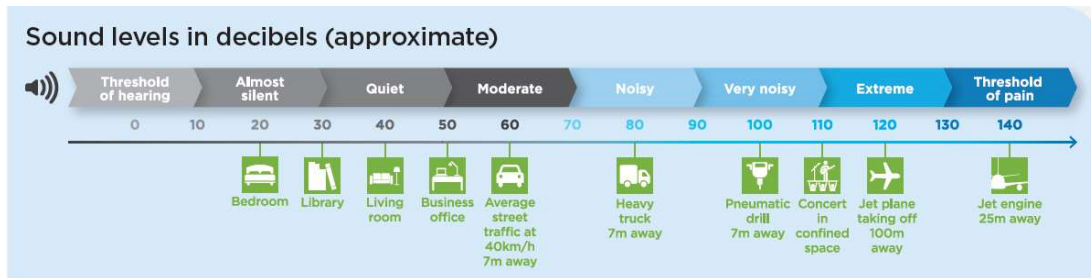 Sound levels in decibels (approximate)
Threshold of hearing
Almost silent
Quiet
Moderate
Noisy
Very noisy
Extreme
Threshold of pain
0 10 20 30 40 50 60 70 80 90 100 110 120 130 140
Bedroom
Library
Living
room
Business
office
Average
street
traffic at
40km/h
7m away
Heavy
truck
7m away
Pneumatic
drill
7m away
Concert
in
confined
space
Jet plane
taking off
100m
away
Jet engine
25m away